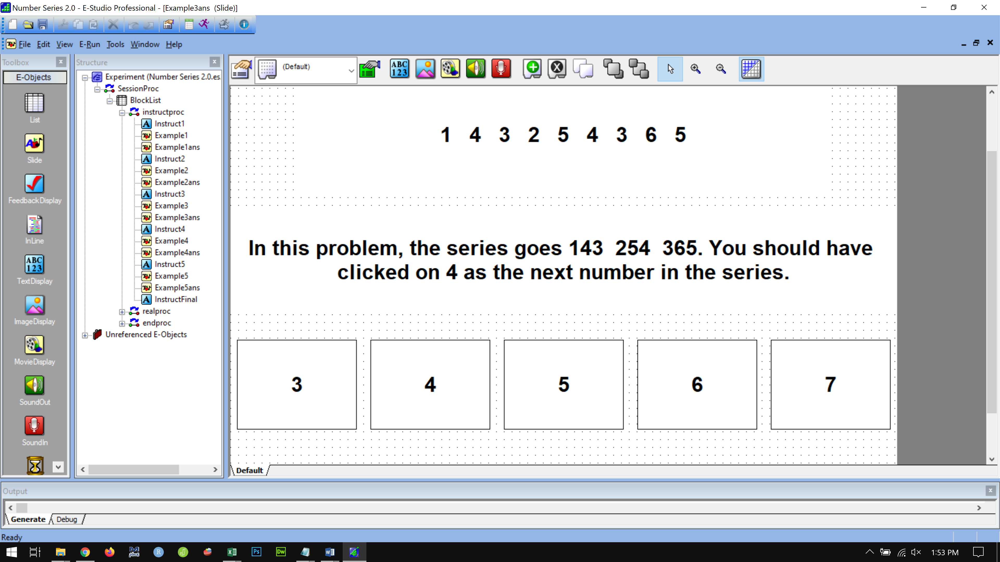 Number Series 2.0 - E-Studio Professional - [Example3ans (Slide)]
File Edit View E-Run Tools Window Help
Toolbox
Structure
(Default)
ABC
123
E-Objects
List
Slide
FeedbackDisplay
InLine
ABC
123
TextDisplay
ImageDisplay
MovieDisplay
SoundOut
SoundIn
Experiment (Number Series 2.0.es
SessionProc
BlockList
instructproc
Instruct1
Example1
Example1ans
Instruct2
Example2
Example2ans
Instruct3
Example3
Example3ans
Instruct4
Example4
Example4ans
Instruct5
Example5
Example5ans
InstructFinal
realproc
endproc
Unreferenced E-Objects
1 4 3 2 5 4 3 6 5
In this problem, the series goes 143 254 365. You should have
clicked on 4 as the next number in the series.
3 4 5 6 7
Default
Output
Generate Debug
Ready
Ps
Dw
1:53 PM